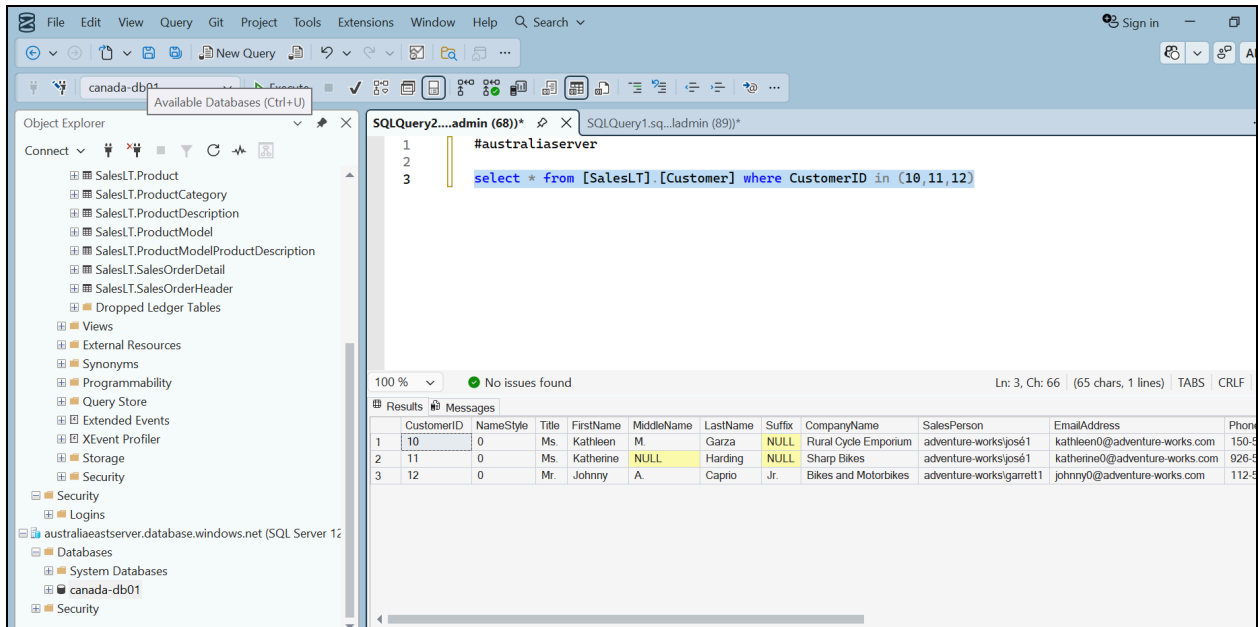 File Edit View Query Git Project Tools Extensions Window Help Search Sign in
New Query
canada-db01 Execute
Available Databases (Ctrl+U)
Object Explorer
Connect
SalesLT.Product
SalesLT.ProductCategory
SalesLT.ProductDescription
SalesLT.ProductModel
SalesLT.ProductModelProductDescription
SalesLT.SalesOrderDetail
SalesLT.SalesOrderHeader
Dropped Ledger Tables
Views
External Resources
Synonyms
Programmability
Query Store
Extended Events
XEvent Profiler
Storage
Security
Security
Logins
australiaeastserver.database.windows.net (SQL Server 12
Databases
System Databases
canada-db01
Security
SQLQuery2....admin (68))* SQLQuery1.sq...ladmin (89))*
1 #australiaserver
2
3 select * from [SalesLT].[Customer] where CustomerID in (10,11,12)
100 % No issues found Ln: 3, Ch: 66 (65 chars, 1 lines) TABS CRLF
Results Messages
CustomerID NameStyle Title FirstName MiddleName LastName Suffix CompanyName SalesPerson EmailAddress Phone
1 10 0 Ms. Kathleen M. Garza NULL Rural Cycle Emporium adventure-works\josé1 kathleen0@adventure-works.com 150-5
2 11 0 Ms. Katherine NULL Harding NULL Sharp Bikes adventure-works\josé1 katherine0@adventure-works.com 926-5
3 12 0 Mr. Johnny A. Caprio Jr. Bikes and Motorbikes adventure-works\garrett1 johnny0@adventure-works.com 112-5